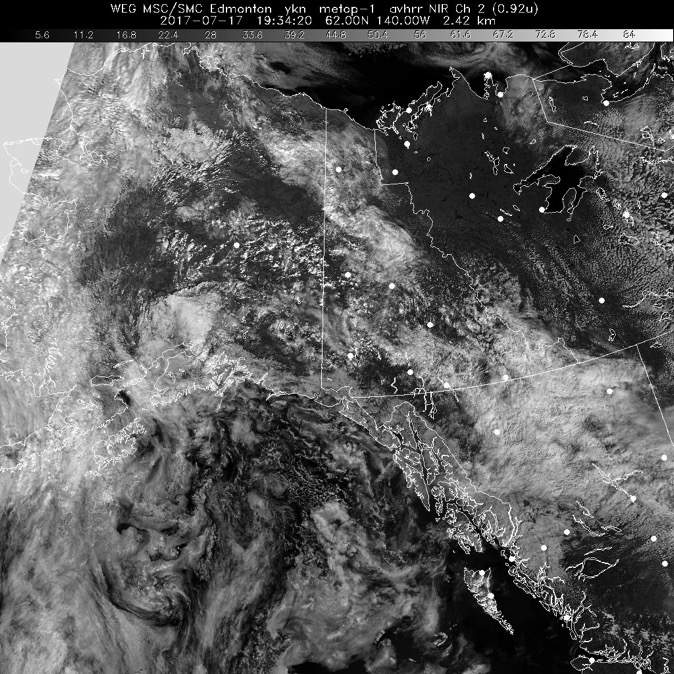 WEG MSC/SMC Edmonton ykn metop-1 avhrr NIR Ch 2 (0.92u)
2017-07-17 19:34:20 62.00N 140.00W 2.42 km
5.6 11.2 16.8 22.4 28 33.6 39.2 44.8 50.4 56 61.6 67.2 72.8 78.4 84